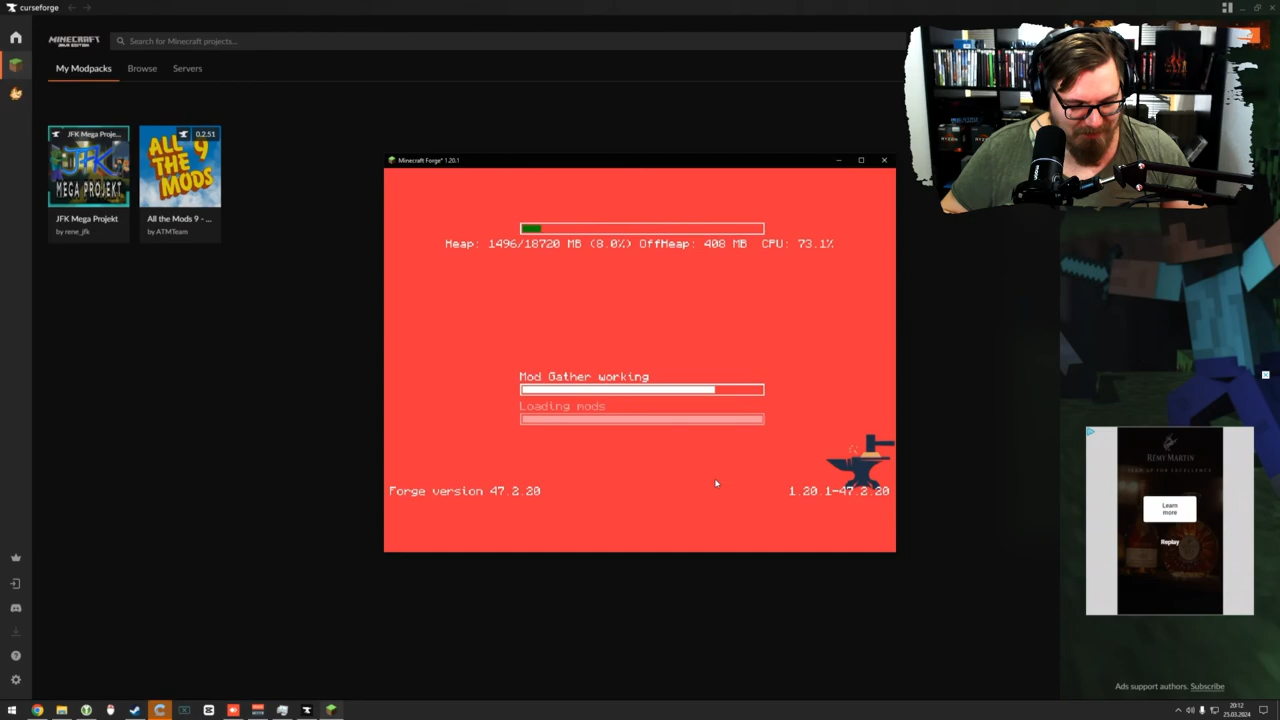 curseforge
MINECRAFT
JAVA EDITION
Search for Minecraft projects...
My Modpacks
Browse
Servers
JFK Mega Proje...
JFK
MEGA PROJEKT
JFK Mega Projekt
by rene_jfk
0.2.51
ALL
THE 9
MODS
All the Mods 9 - ...
by ATMTeam
Minecraft Forge* 1.20.1
Heap: 1496/18720 MB (8.0%) OffHeap: 408 MB CPU: 73.1%
Mod Gather working
Loading mods
Forge version 47.2.20
1.20.1-47.2.20
RÉMY MARTIN
Learn
more
Replay
Ads support authors. Subscribe
20:12
25.03.2024